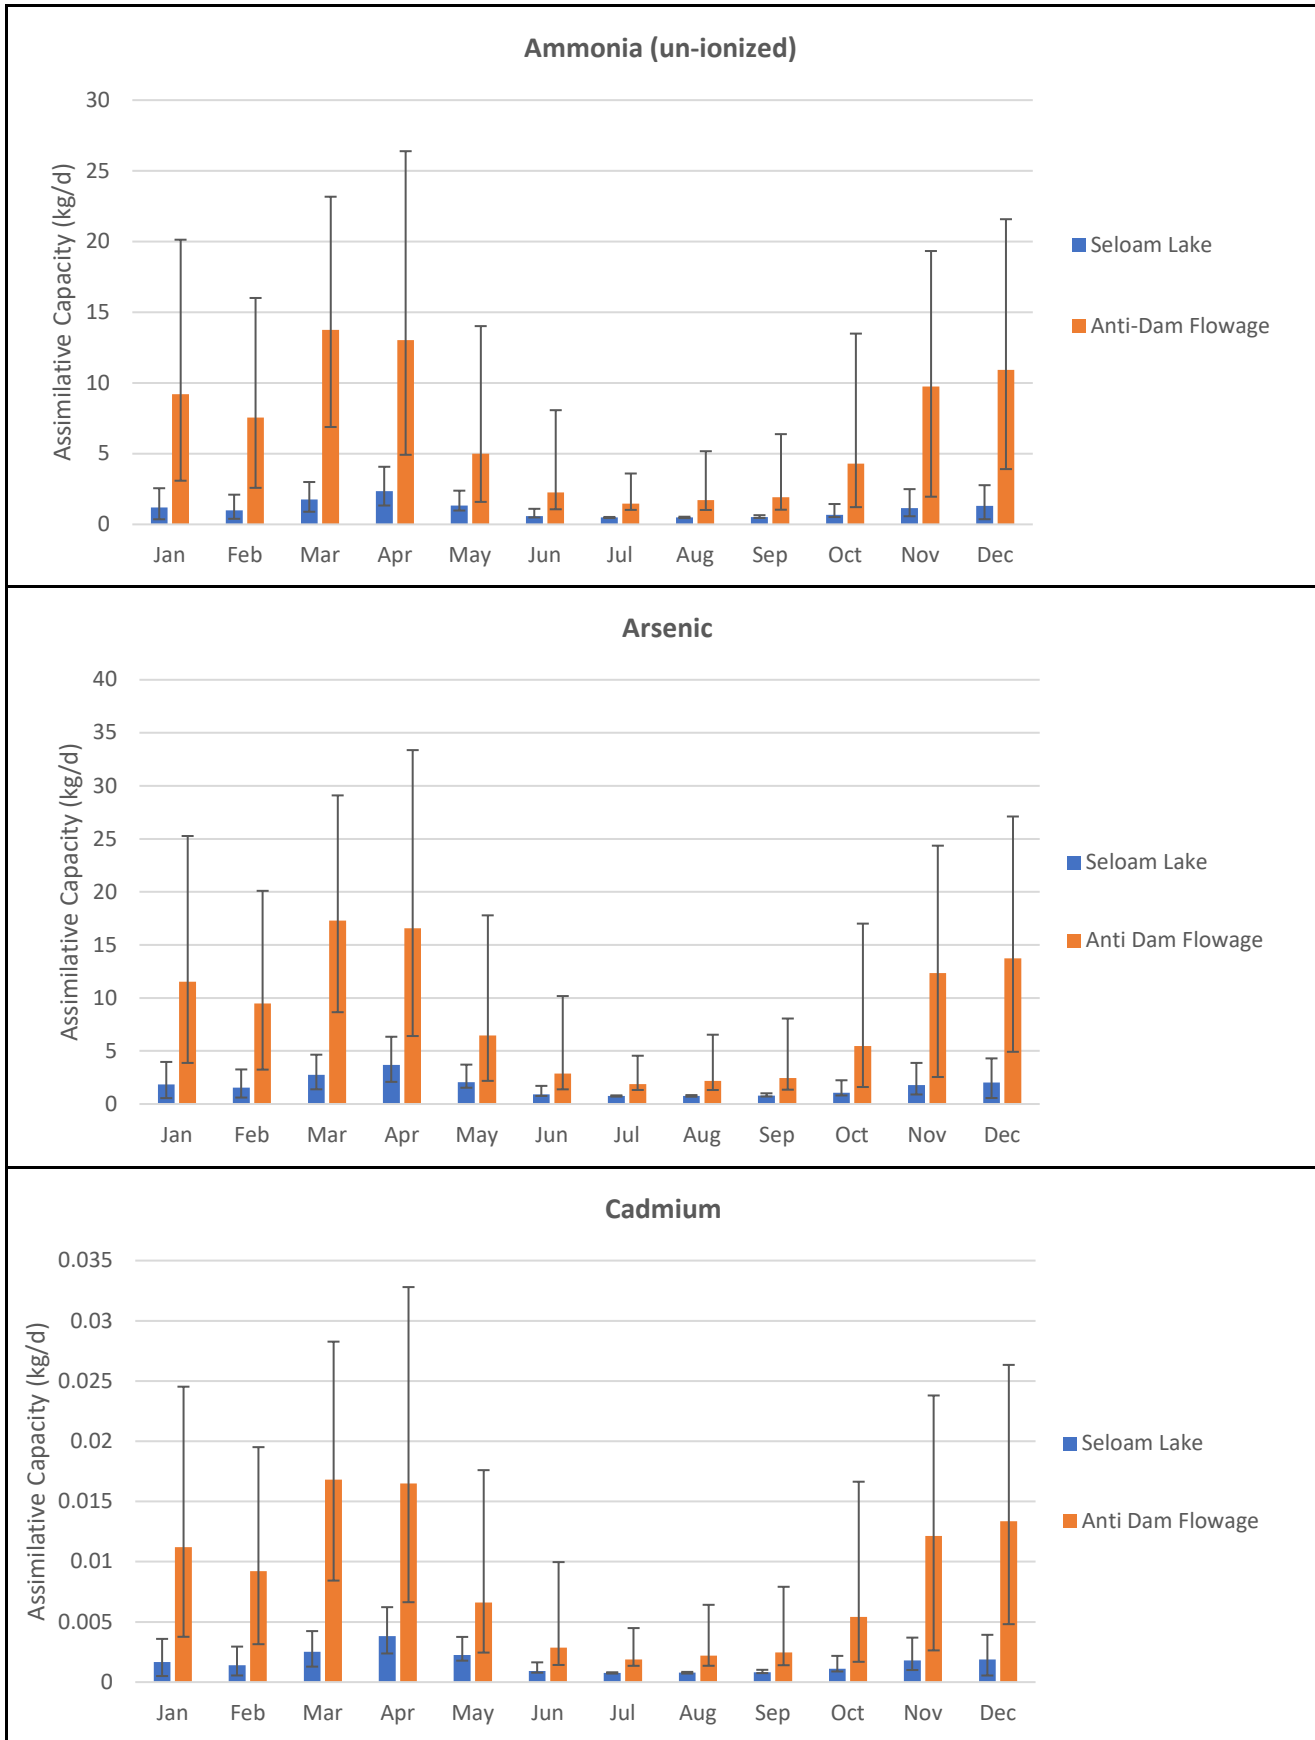 Ammonia (un-ionized)
Assimilative Capacity (kg/d)
30
25
20
15
10
5
0
Jan Feb Mar Apr May Jun Jul Aug Sep Oct Nov Dec
Seloam Lake
Anti-Dam Flowage
Arsenic
Assimilative Capacity (kg/d)
40
35
30
25
20
15
10
5
0
Jan Feb Mar Apr May Jun Jul Aug Sep Oct Nov Dec
Seloam Lake
Anti Dam Flowage
Cadmium
Assimilative Capacity (kg/d)
0.035
0.03
0.025
0.02
0.015
0.01
0.005
0
Jan Feb Mar Apr May Jun Jul Aug Sep Oct Nov Dec
Seloam Lake
Anti Dam Flowage